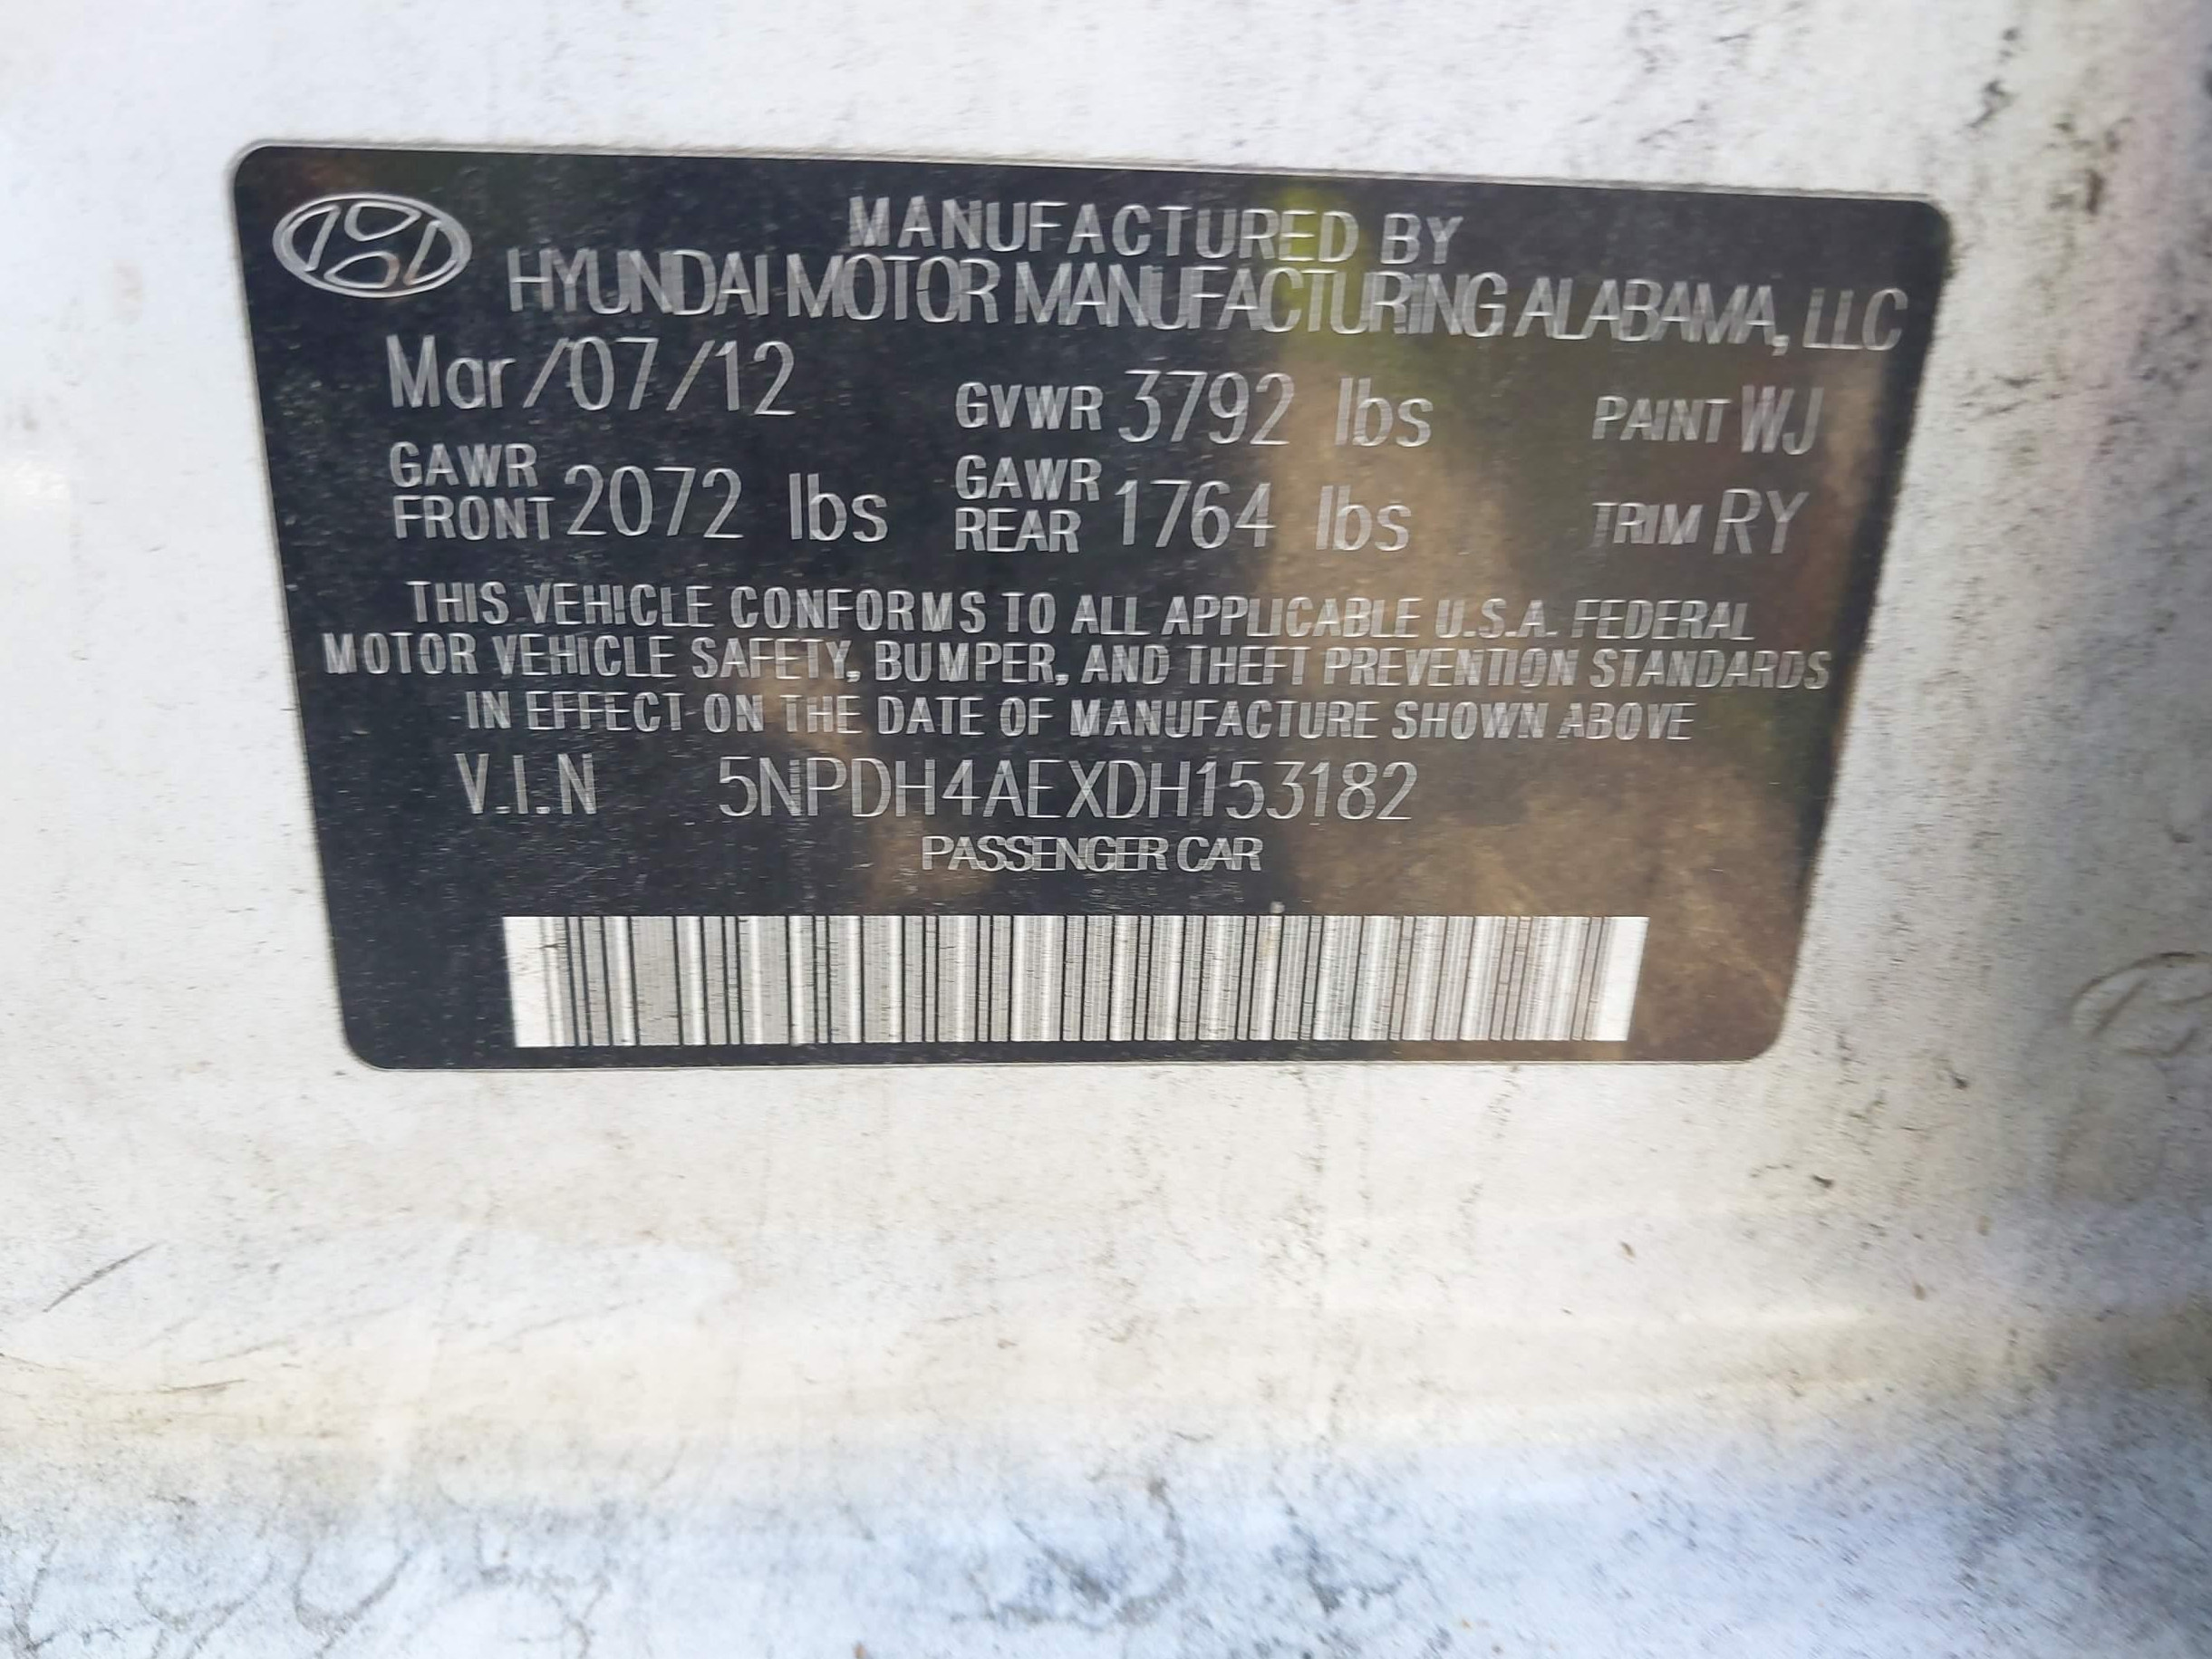 MANUFACTURED BY
HYUNDAI MOTOR MANUFACTURING ALABAMA, LLC
Mar/07/12 GVWR 3792 lbs PAINT WJ
GAWR FRONT 2072 lbs GAWR REAR 1764 lbs TRIM RY
THIS VEHICLE CONFORMS TO ALL APPLICABLE U.S.A. FEDERAL
MOTOR VEHICLE SAFETY, BUMPER, AND THEFT PREVENTION STANDARDS
IN EFFECT ON THE DATE OF MANUFACTURE SHOWN ABOVE
V.I.N 5NPDH4AEXDH153182
PASSENGER CAR